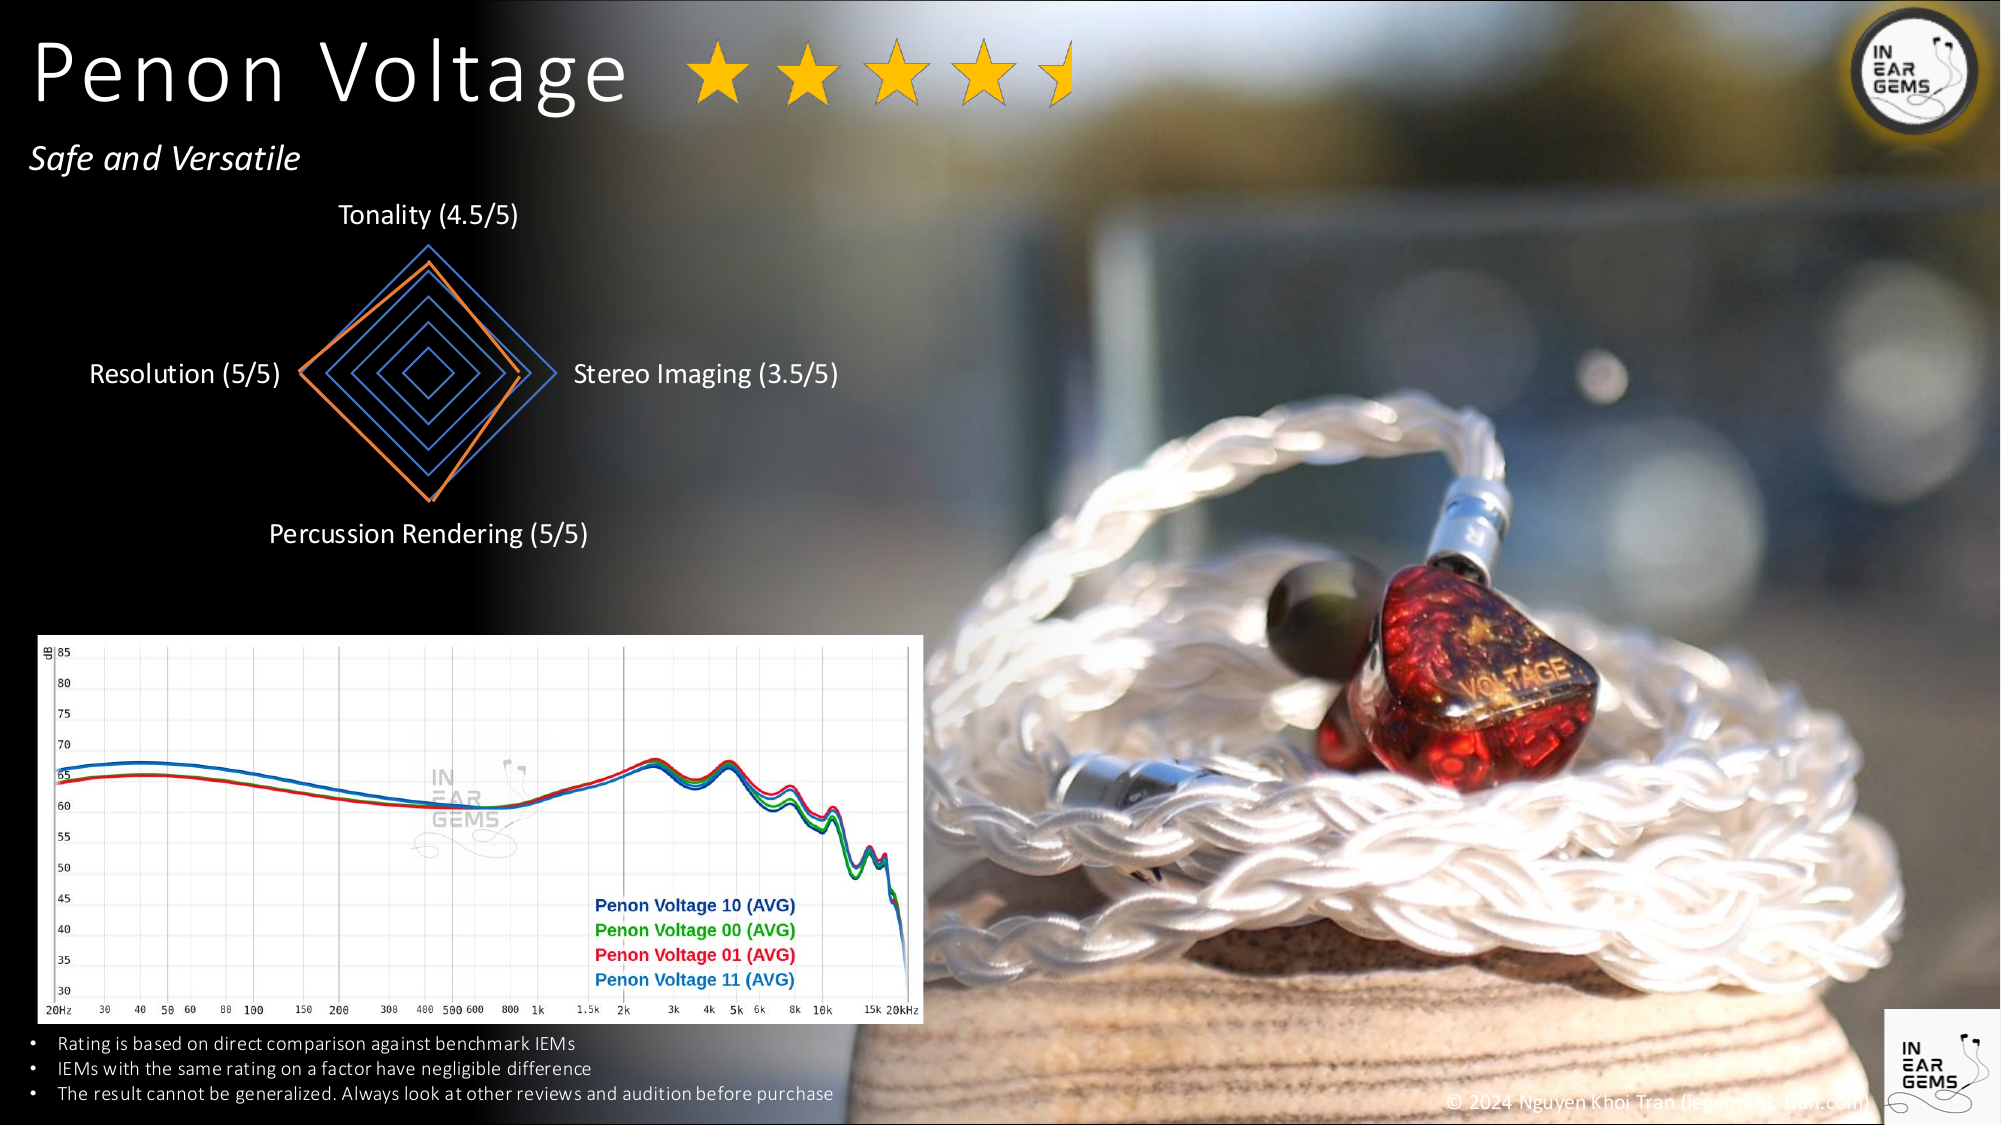 Penon Voltage
Safe and Versatile
Tonality (4.5/5)
Resolution (5/5)
Stereo Imaging (3.5/5)
Percussion Rendering (5/5)
dB
85
80
75
70
65
60
55
50
45
40
35
30
IN
EAR
GEMS
Penon Voltage 10 (AVG)
Penon Voltage 00 (AVG)
Penon Voltage 01 (AVG)
Penon Voltage 11 (AVG)
20Hz 30 40 50 60 80 100 150 200 300 400 500 600 800 1k 1.5k 2k 3k 4k 5k 6k 8k 10k 15k 20kHz
• Rating is based on direct comparison against benchmark IEMs
• IEMs with the same rating on a factor have negligible difference
• The result cannot be generalized. Always look at other reviews and audition before purchase
IN
EAR
GEMS
R
VOLTAGE
© 2024 Nguyen Khoi Tran
IN
EAR
GEMS